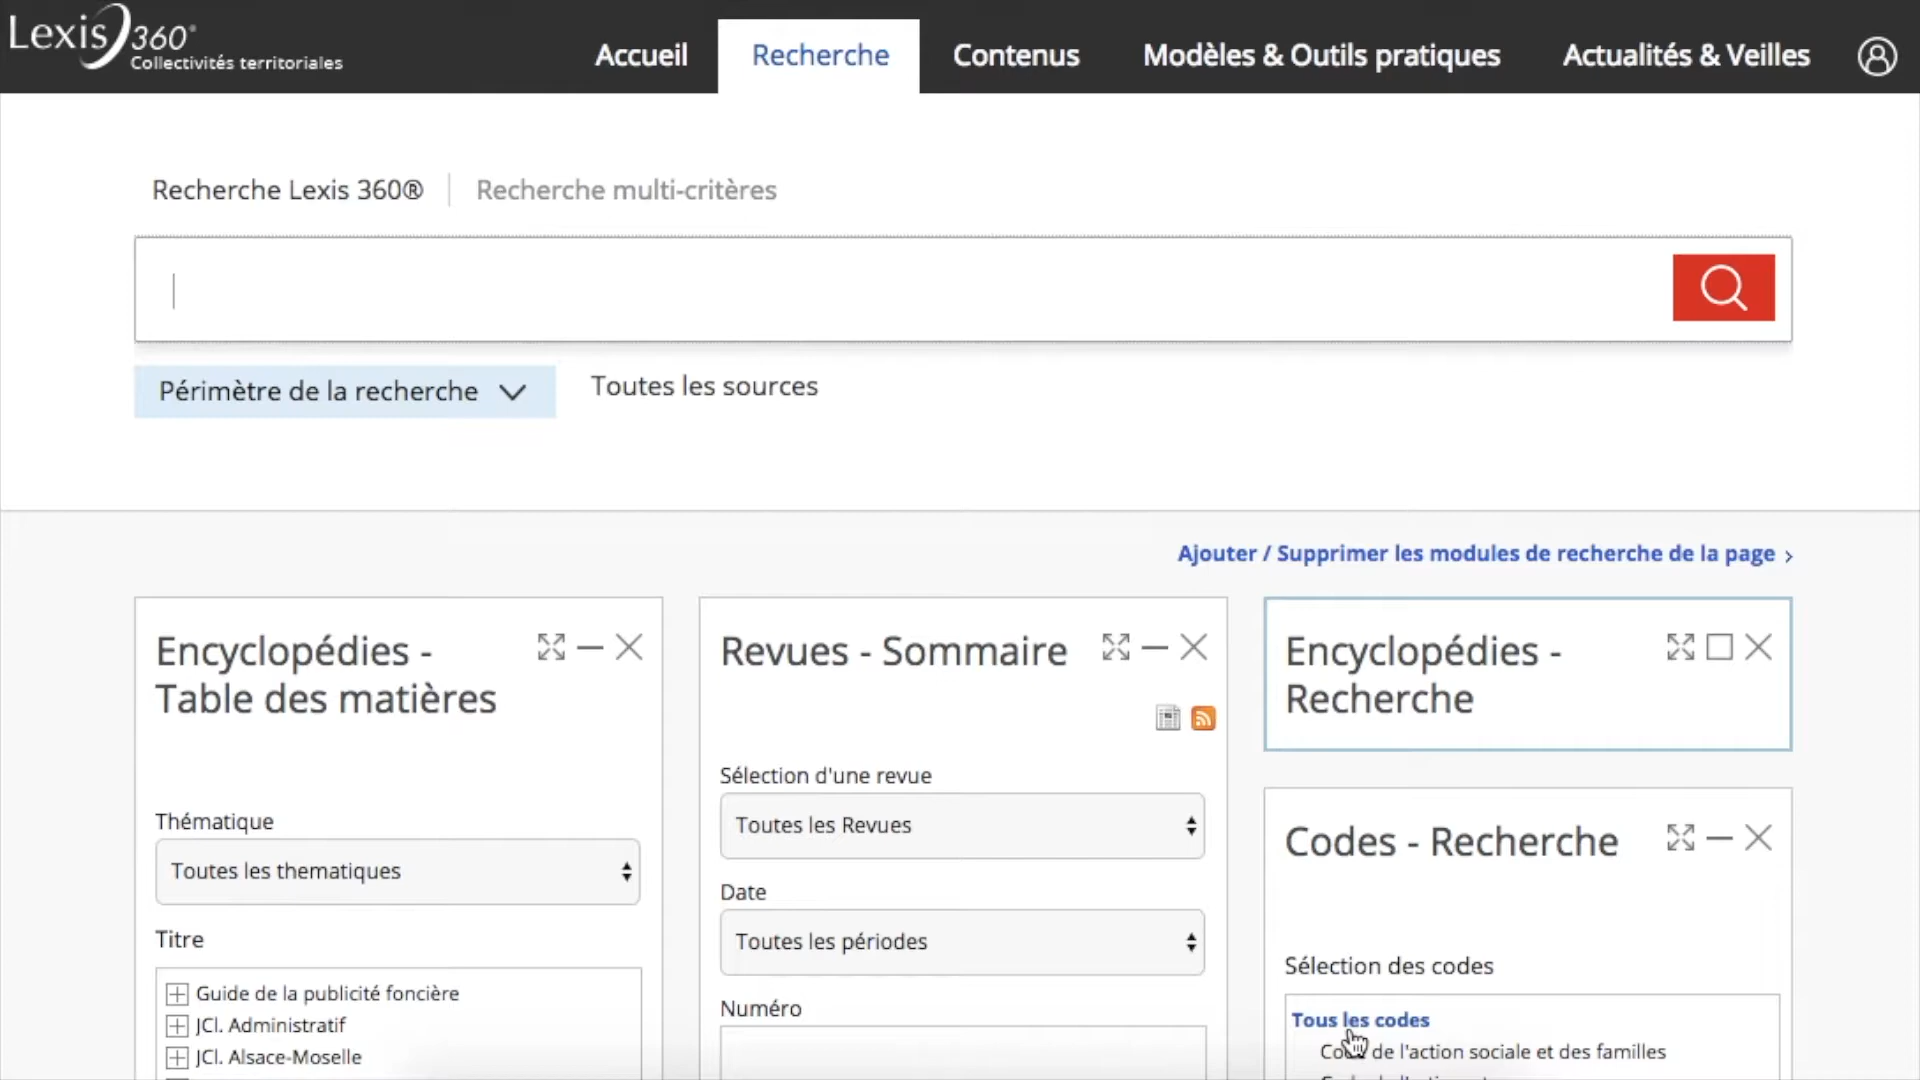 Lexis 360®
Collectivités territoriales
Accueil
Recherche
Contenus
Modèles & Outils pratiques
Actualités & Veilles
Recherche Lexis 360®
Recherche multi-critères
Périmètre de la recherche
Toutes les sources
Ajouter / Supprimer les modules de recherche de la page ›
Encyclopédies -
Table des matières
Thématique
Toutes les thematiques
Titre
Guide de la publicité foncière
JCl. Administratif
JCl. Alsace-Moselle
Revues - Sommaire
Sélection d'une revue
Toutes les Revues
Date
Toutes les périodes
Numéro
Encyclopédies -
Recherche
Codes - Recherche
Sélection des codes
Tous les codes
Code de l'action sociale et des familles